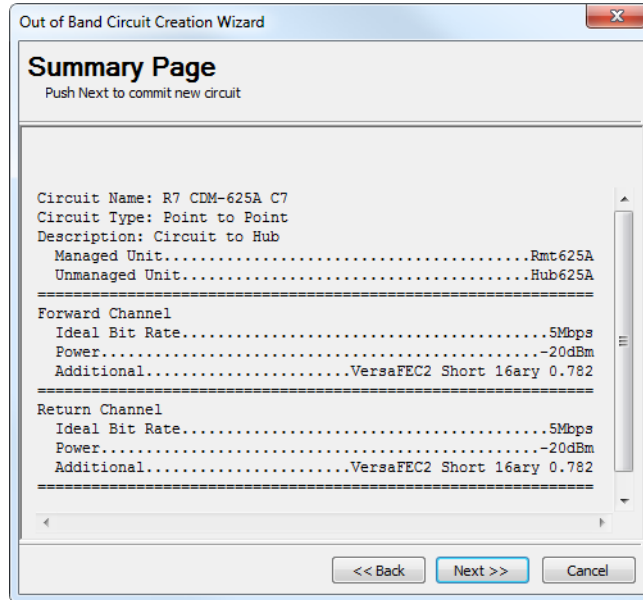 Out of Band Circuit Creation Wizard
Summary Page
Push Next to commit new circuit
Circuit Name: R7 CDM-625A C7
Circuit Type: Point to Point
Description: Circuit to Hub
Managed Unit.........................................Rmt625A
Unmanaged Unit.......................................Hub625A
==============================================================
Forward Channel
Ideal Bit Rate.........................................5Mbps
Power.................................................-20dBm
Additional.......................VersaFEC2 Short 16ary 0.782
==============================================================
Return Channel
Ideal Bit Rate.........................................5Mbps
Power.................................................-20dBm
Additional.......................VersaFEC2 Short 16ary 0.782
==============================================================
<< Back Next >> Cancel